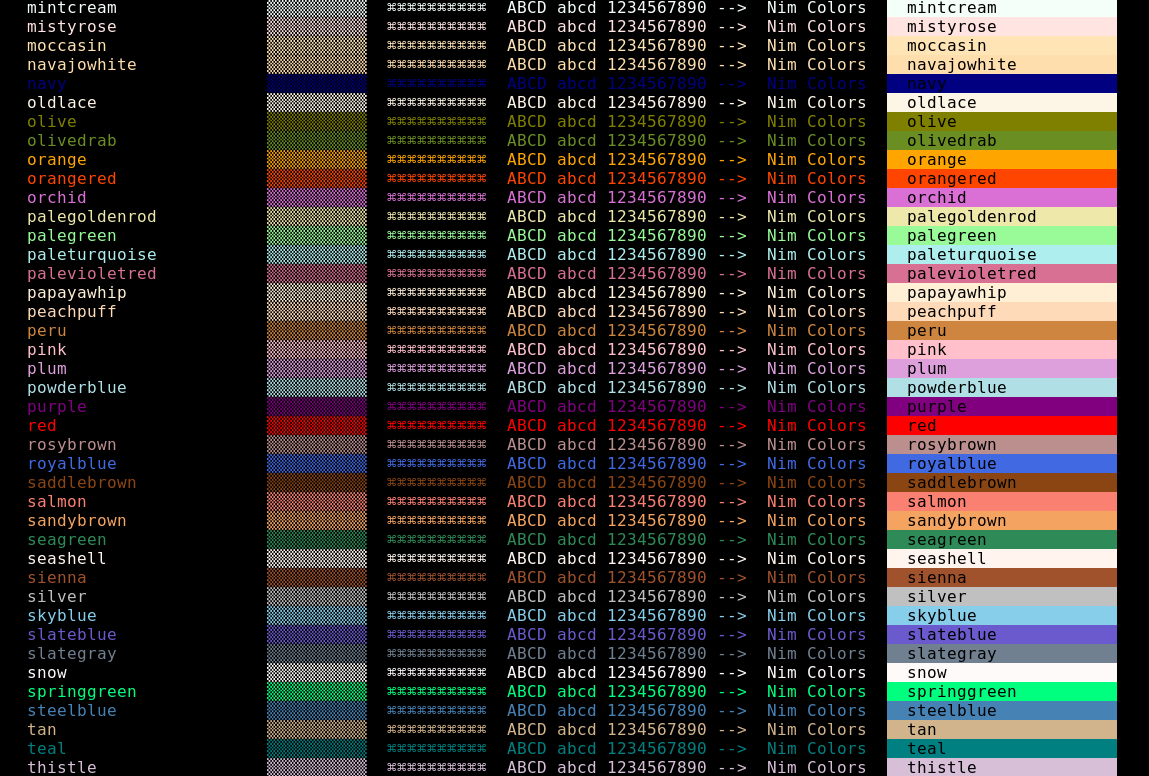 mintcream ⌘⌘⌘⌘⌘⌘⌘⌘⌘⌘ ABCD abcd 1234567890 --> Nim Colors mintcream
mistyrose ⌘⌘⌘⌘⌘⌘⌘⌘⌘⌘ ABCD abcd 1234567890 --> Nim Colors mistyrose
moccasin ⌘⌘⌘⌘⌘⌘⌘⌘⌘⌘ ABCD abcd 1234567890 --> Nim Colors moccasin
navajowhite ⌘⌘⌘⌘⌘⌘⌘⌘⌘⌘ ABCD abcd 1234567890 --> Nim Colors navajowhite
navy ⌘⌘⌘⌘⌘⌘⌘⌘⌘⌘ ABCD abcd 1234567890 --> Nim Colors navy
oldlace ⌘⌘⌘⌘⌘⌘⌘⌘⌘⌘ ABCD abcd 1234567890 --> Nim Colors oldlace
olive ⌘⌘⌘⌘⌘⌘⌘⌘⌘⌘ ABCD abcd 1234567890 --> Nim Colors olive
olivedrab ⌘⌘⌘⌘⌘⌘⌘⌘⌘⌘ ABCD abcd 1234567890 --> Nim Colors olivedrab
orange ⌘⌘⌘⌘⌘⌘⌘⌘⌘⌘ ABCD abcd 1234567890 --> Nim Colors orange
orangered ⌘⌘⌘⌘⌘⌘⌘⌘⌘⌘ ABCD abcd 1234567890 --> Nim Colors orangered
orchid ⌘⌘⌘⌘⌘⌘⌘⌘⌘⌘ ABCD abcd 1234567890 --> Nim Colors orchid
palegoldenrod ⌘⌘⌘⌘⌘⌘⌘⌘⌘⌘ ABCD abcd 1234567890 --> Nim Colors palegoldenrod
palegreen ⌘⌘⌘⌘⌘⌘⌘⌘⌘⌘ ABCD abcd 1234567890 --> Nim Colors palegreen
paleturquoise ⌘⌘⌘⌘⌘⌘⌘⌘⌘⌘ ABCD abcd 1234567890 --> Nim Colors paleturquoise
palevioletred ⌘⌘⌘⌘⌘⌘⌘⌘⌘⌘ ABCD abcd 1234567890 --> Nim Colors palevioletred
papayawhip ⌘⌘⌘⌘⌘⌘⌘⌘⌘⌘ ABCD abcd 1234567890 --> Nim Colors papayawhip
peachpuff ⌘⌘⌘⌘⌘⌘⌘⌘⌘⌘ ABCD abcd 1234567890 --> Nim Colors peachpuff
peru ⌘⌘⌘⌘⌘⌘⌘⌘⌘⌘ ABCD abcd 1234567890 --> Nim Colors peru
pink ⌘⌘⌘⌘⌘⌘⌘⌘⌘⌘ ABCD abcd 1234567890 --> Nim Colors pink
plum ⌘⌘⌘⌘⌘⌘⌘⌘⌘⌘ ABCD abcd 1234567890 --> Nim Colors plum
powderblue ⌘⌘⌘⌘⌘⌘⌘⌘⌘⌘ ABCD abcd 1234567890 --> Nim Colors powderblue
purple ⌘⌘⌘⌘⌘⌘⌘⌘⌘⌘ ABCD abcd 1234567890 --> Nim Colors purple
red ⌘⌘⌘⌘⌘⌘⌘⌘⌘⌘ ABCD abcd 1234567890 --> Nim Colors red
rosybrown ⌘⌘⌘⌘⌘⌘⌘⌘⌘⌘ ABCD abcd 1234567890 --> Nim Colors rosybrown
royalblue ⌘⌘⌘⌘⌘⌘⌘⌘⌘⌘ ABCD abcd 1234567890 --> Nim Colors royalblue
saddlebrown ⌘⌘⌘⌘⌘⌘⌘⌘⌘⌘ ABCD abcd 1234567890 --> Nim Colors saddlebrown
salmon ⌘⌘⌘⌘⌘⌘⌘⌘⌘⌘ ABCD abcd 1234567890 --> Nim Colors salmon
sandybrown ⌘⌘⌘⌘⌘⌘⌘⌘⌘⌘ ABCD abcd 1234567890 --> Nim Colors sandybrown
seagreen ⌘⌘⌘⌘⌘⌘⌘⌘⌘⌘ ABCD abcd 1234567890 --> Nim Colors seagreen
seashell ⌘⌘⌘⌘⌘⌘⌘⌘⌘⌘ ABCD abcd 1234567890 --> Nim Colors seashell
sienna ⌘⌘⌘⌘⌘⌘⌘⌘⌘⌘ ABCD abcd 1234567890 --> Nim Colors sienna
silver ⌘⌘⌘⌘⌘⌘⌘⌘⌘⌘ ABCD abcd 1234567890 --> Nim Colors silver
skyblue ⌘⌘⌘⌘⌘⌘⌘⌘⌘⌘ ABCD abcd 1234567890 --> Nim Colors skyblue
slateblue ⌘⌘⌘⌘⌘⌘⌘⌘⌘⌘ ABCD abcd 1234567890 --> Nim Colors slateblue
slategray ⌘⌘⌘⌘⌘⌘⌘⌘⌘⌘ ABCD abcd 1234567890 --> Nim Colors slategray
snow ⌘⌘⌘⌘⌘⌘⌘⌘⌘⌘ ABCD abcd 1234567890 --> Nim Colors snow
springgreen ⌘⌘⌘⌘⌘⌘⌘⌘⌘⌘ ABCD abcd 1234567890 --> Nim Colors springgreen
steelblue ⌘⌘⌘⌘⌘⌘⌘⌘⌘⌘ ABCD abcd 1234567890 --> Nim Colors steelblue
tan ⌘⌘⌘⌘⌘⌘⌘⌘⌘⌘ ABCD abcd 1234567890 --> Nim Colors tan
teal ⌘⌘⌘⌘⌘⌘⌘⌘⌘⌘ ABCD abcd 1234567890 --> Nim Colors teal
thistle ⌘⌘⌘⌘⌘⌘⌘⌘⌘⌘ ABCD abcd 1234567890 --> Nim Colors thistle